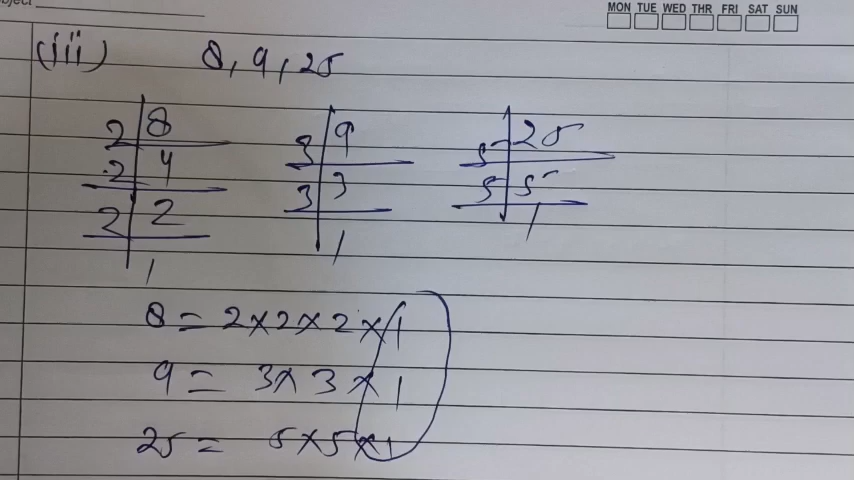 MON TUE WED THR FRI SAT SUN
(iii) 8, 9, 25
2 8 3 9 5 25
2 4 3 3 5 5
2 2 1 1
1
8 = 2×2×2×1
9 = 3×3×1
25 = 5×5×1